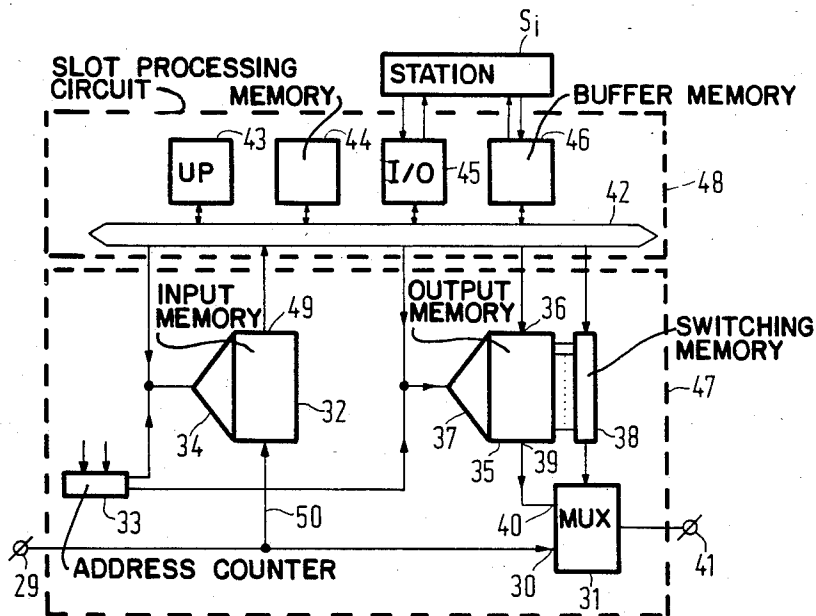 Si
SLOT PROCESSING
CIRCUIT
MEMORY
STATION
BUFFER MEMORY
43
44
45
46
UP
I/O
48
42
INPUT
MEMORY
49
OUTPUT
MEMORY
36
SWITCHING
MEMORY
47
32
34
37
35
39
38
33
50
40
MUX
41
29
ADDRESS COUNTER
30
31